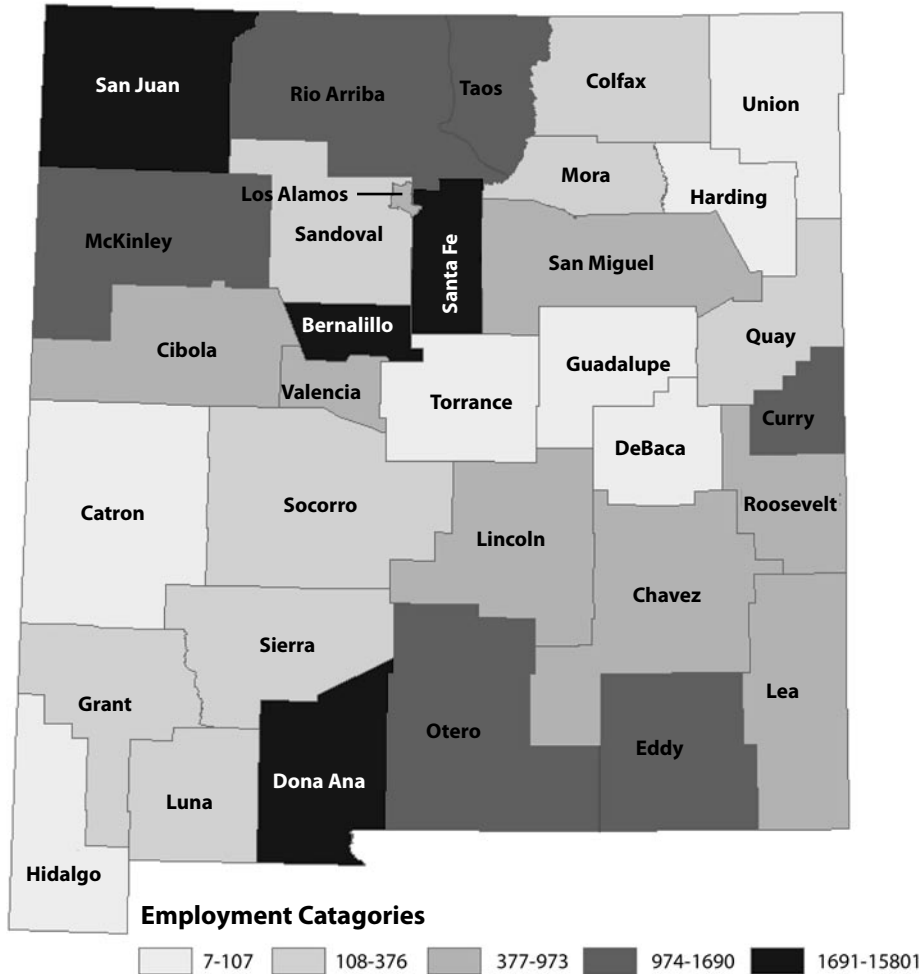 San Juan
Rio Arriba
Taos
Colfax
Union
Mora
Harding
Los Alamos
Sandoval
McKinley
Santa Fe
San Miguel
Bernalillo
Quay
Cibola
Guadalupe
Valencia
Torrance
Curry
DeBaca
Roosevelt
Catron
Socorro
Lincoln
Chavez
Sierra
Lea
Grant
Otero
Eddy
Dona Ana
Luna
Hidalgo
Employment Catagories
7-107 108-376 377-973 974-1690 1691-15801